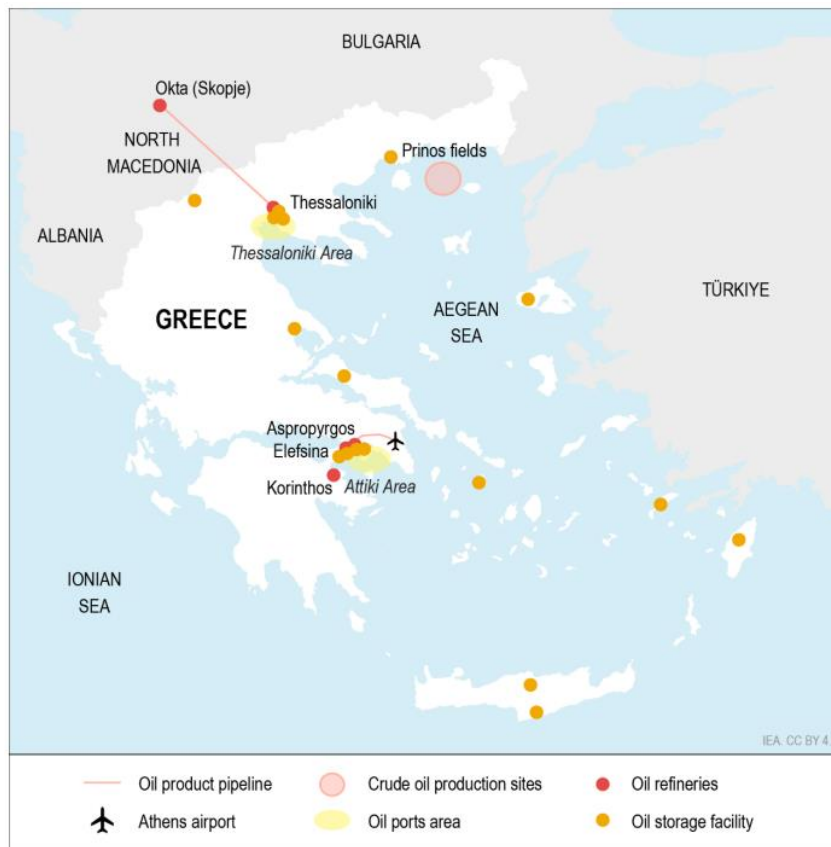 BULGARIA
Okta (Skopje)
NORTH
MACEDONIA
Prinos fields
Thessaloniki
ALBANIA
Thessaloniki Area
TÜRKİYE
GREECE
AEGEAN
SEA
Aspropyrgos
Elefsina
Korinthos
Attiki Area
IONIAN
SEA
IEA. CC BY 4.
Oil product pipeline
Crude oil production sites
Oil refineries
Athens airport
Oil ports area
Oil storage facility